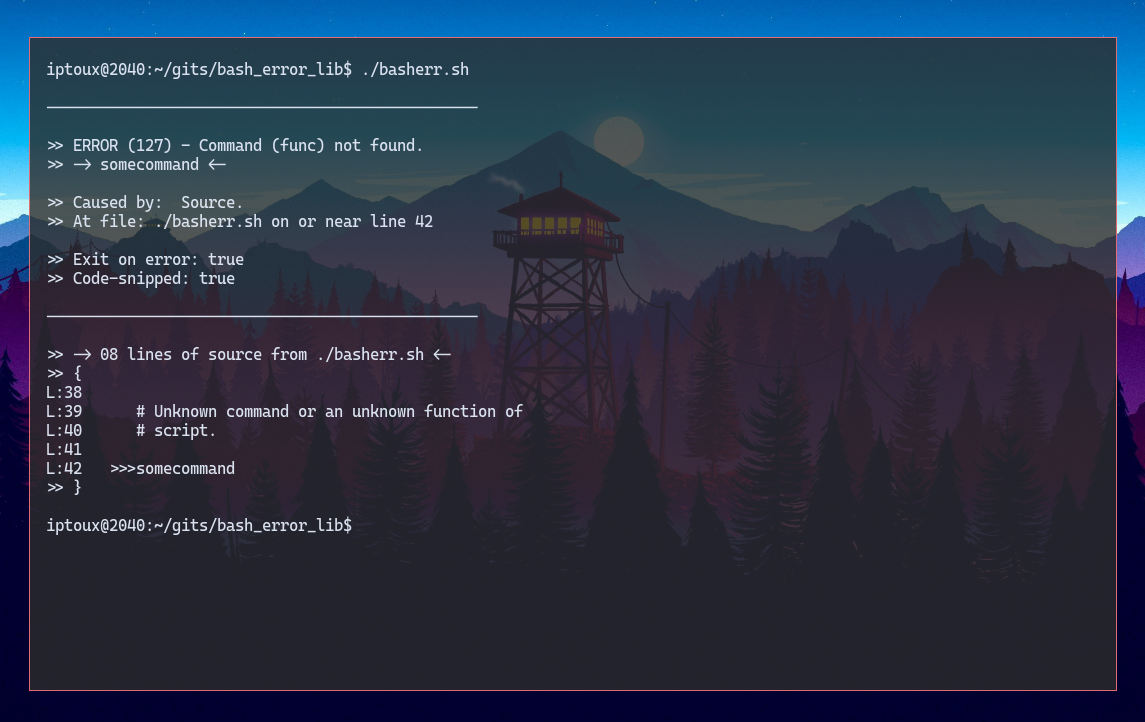 iptoux@2040:~/gits/bash_error_lib$ ./basherr.sh
>> ERROR (127) - Command (func) not found.
>> -> somecommand <-
>> Caused by:  Source.
>> At file: ./basherr.sh on or near line 42
>> Exit on error: true
>> Code-snipped: true
>> -> 08 lines of source from ./basherr.sh <-
>> {
L:38
L:39      # Unknown command or an unknown function of
L:40      # script.
L:41
L:42   >>>somecommand
>> }
iptoux@2040:~/gits/bash_error_lib$